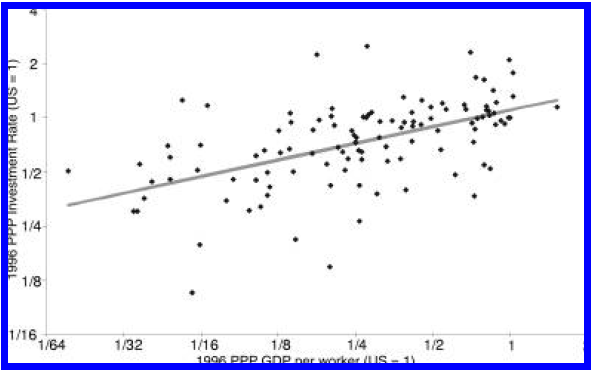 4
2
1
1/2
1/4
1/8
1/16
1996 PPP Investment Rate (US = 1)
1/64 1/32 1/16 1/8 1/4 1/2 1
1996 PPP GDP per worker (US = 1)